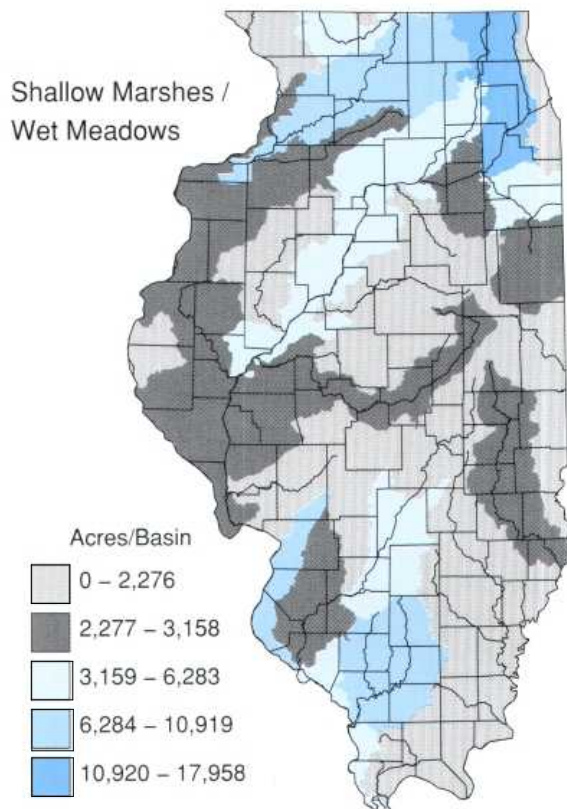 Shallow Marshes /
Wet Meadows
Acres/Basin
0 – 2,276
2,277 – 3,158
3,159 – 6,283
6,284 – 10,919
10,920 – 17,958